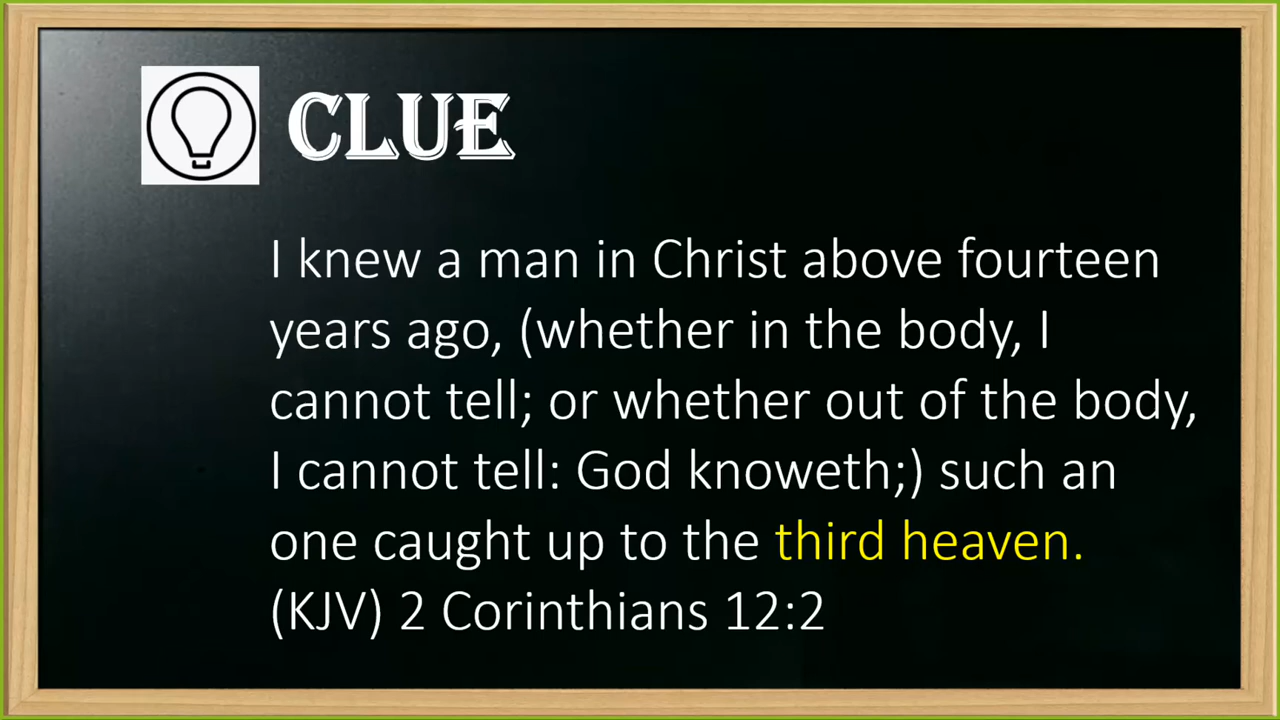 CLUE
I knew a man in Christ above fourteen
years ago, (whether in the body, I
cannot tell; or whether out of the body,
I cannot tell: God knoweth;) such an
one caught up to the third heaven.
(KJV) 2 Corinthians 12:2